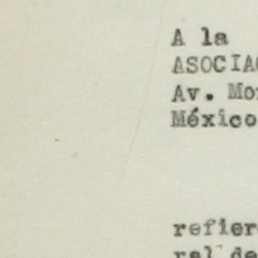 A la
ASOCIA
Av. Mo
México
refier
ral de